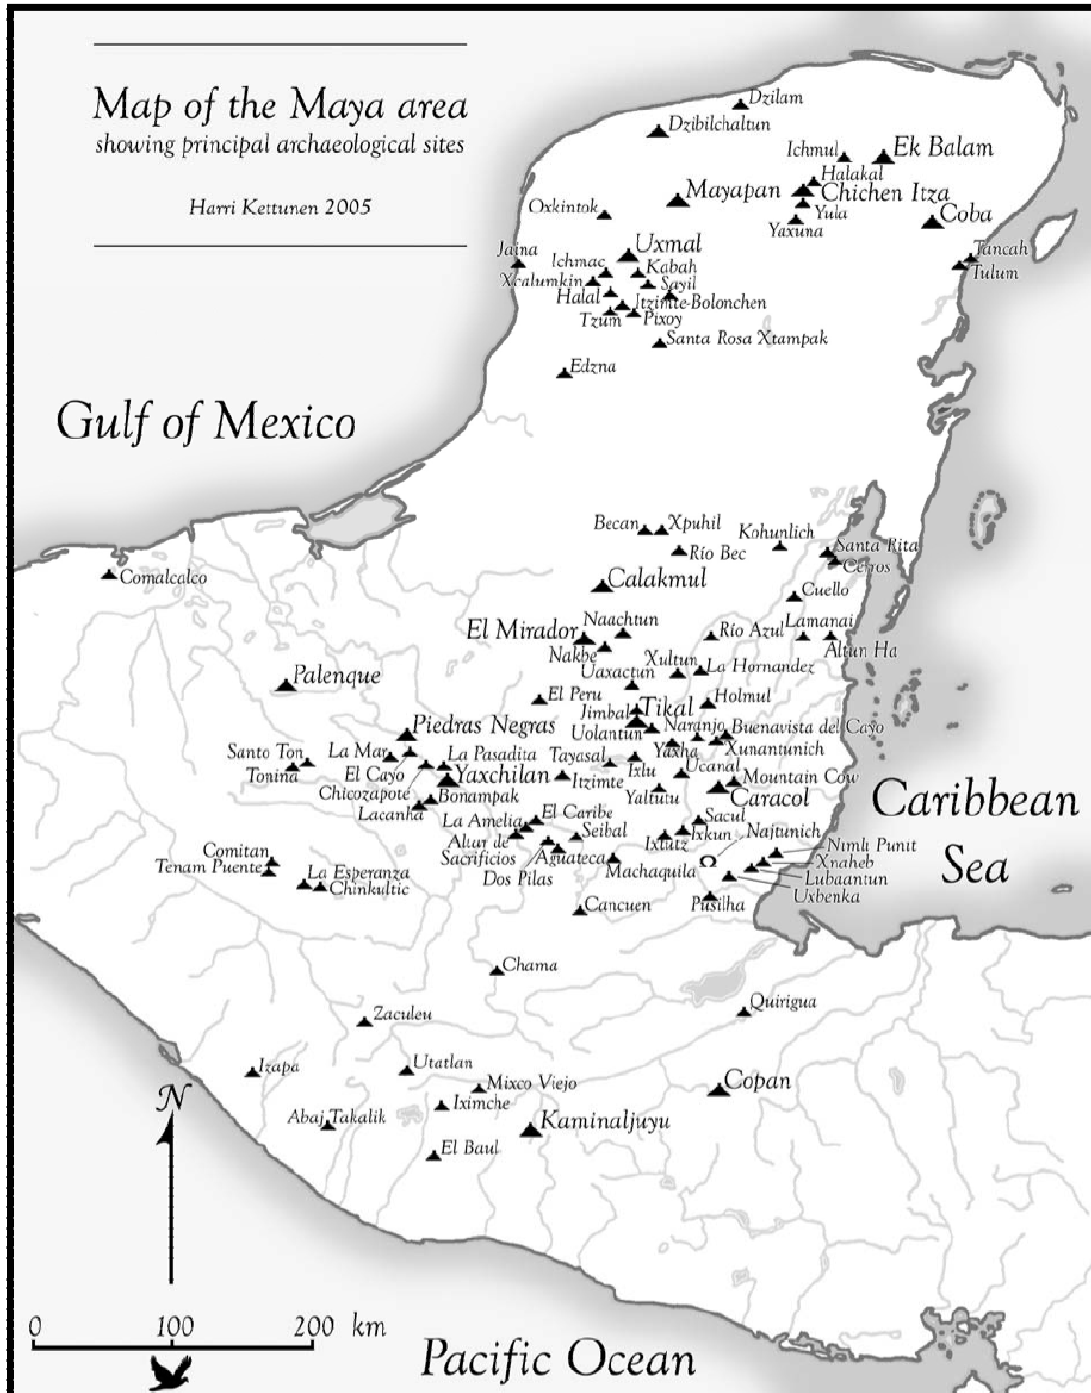 Map of the Maya area
showing principal archaeological sites
Harri Kettunen 2005
Dzilam
Dzibilchaltun
Ichmul
Ek Balam
Halakal
Mayapan
Chichen Itza
Oxkintok
Yula
Coba
Yaxuna
Uxmal
Jaina
Tancah
Ichmac
Kabah
Tulum
Xcalumkin
Sayil
Halal
Itzimte-Bolonchen
Tzum
Pixoy
Santa Rosa Xtampak
Edzna
Gulf of Mexico
Becan
Xpuhil
Kohunlich
Río Bec
Santa Rita
Cerros
Comalcalco
Calakmul
Cuello
Naachtun
El Mirador
Río Azul
Lamanai
Nakbe
Altun Ha
Xultun
La Hornandez
Uaxactun
Palenque
El Peru
Holmul
Jimbal
Tikal
Piedras Negras
Uolantun
Naranjo
Buenavista del Cayo
Santo Ton
La Mar
La Pasadita
Tayasal
Yaxha
Xunantunich
Tonina
El Cayo
Yaxchilan
Itzimte
Ixlu
Ucanal
Mountain Cow
Chicozapote
Bonampak
Yaltutu
Caracol
Caribbean
Sea
Lacanha
La Amelia
El Caribe
Sacul
Altar de
Sacrificios
Seibal
Ixtutz
Ixkun
Najtunich
Comitan
Aguateca
Nimli Punit
Tenam Puente
La Esperanza
Dos Pilas
Machaquila
Xnaheb
Chinkultic
Lubaantun
Uxbenka
Cancuen
Pusilha
Chama
Quirigua
Zaculeu
Izapa
Utatlan
Mixco Viejo
Copan
N
Iximche
Abaj Takalik
Kaminaljuyu
El Baul
0 100 200 km
Pacific Ocean